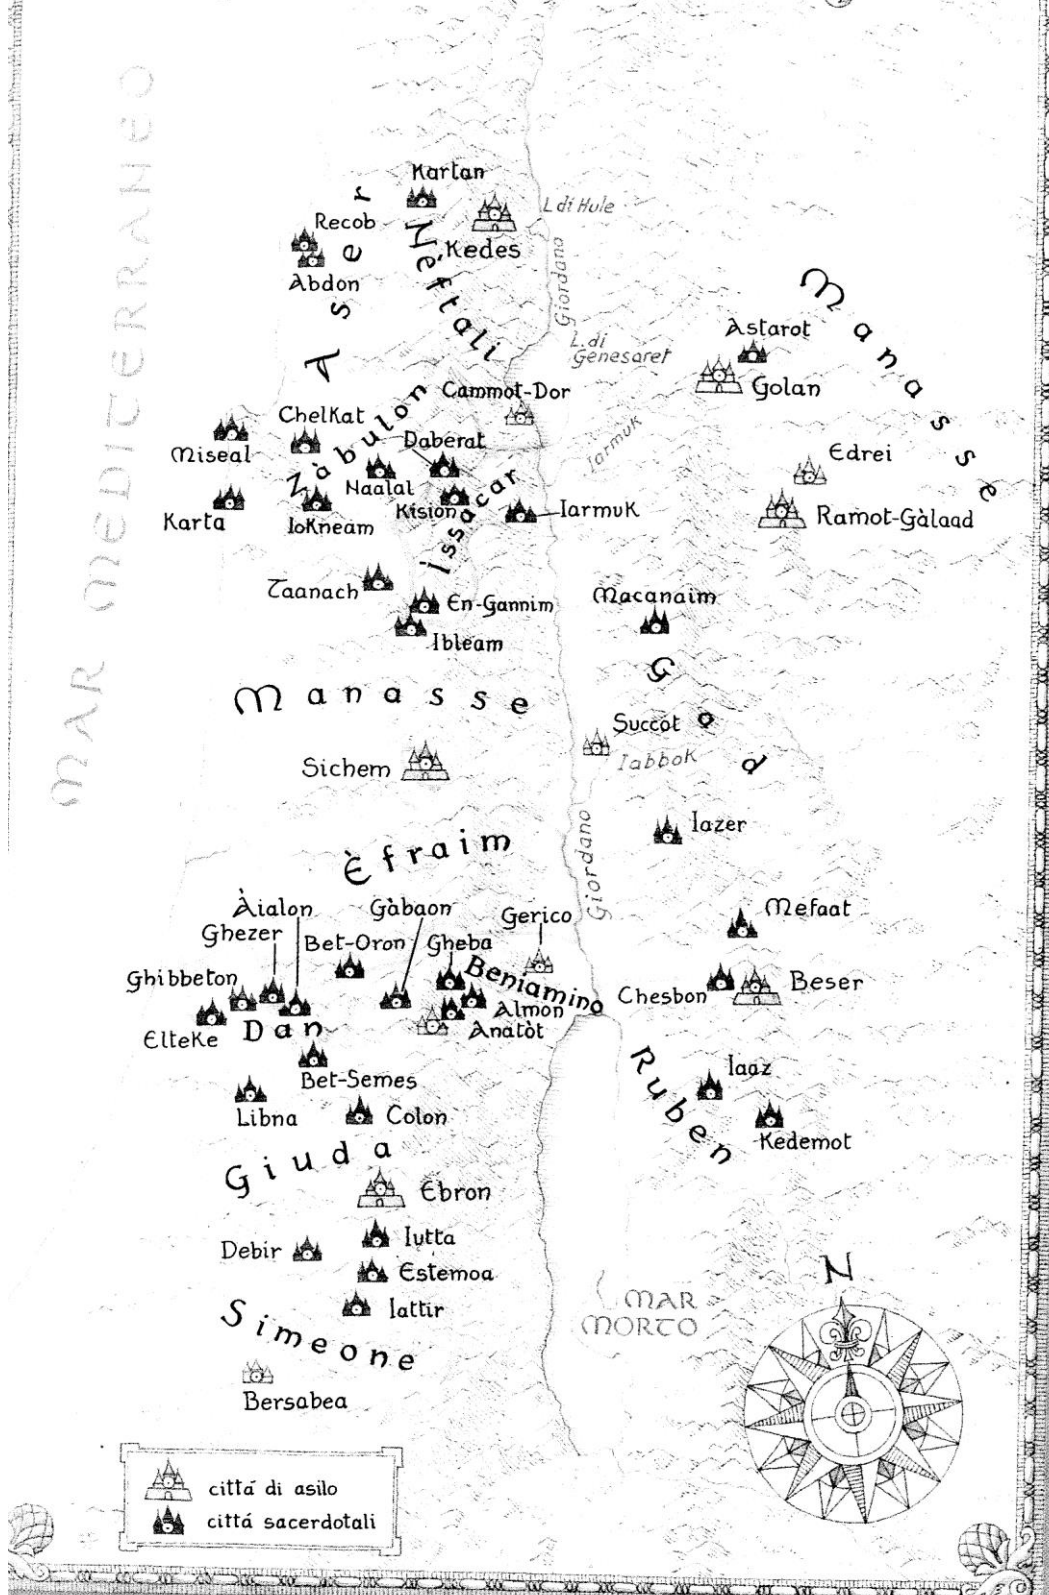 MAR MEDITERRANEO
Kartan
L di Hule
Recob
Kedes
Abdon
Aser
Nèftali
Giordano
Manasse
Astarot
L. di
Genesaret
Golan
Cammot-Dor
Chelkat
Zàbulon
Daberat
Iarmuk
Miseal
Edrei
Naalal
Kision
Issacar
Iarmuk
Karta
Iokneam
Ramot-Gàlaad
Taanach
En-Gannim
Macanaim
Ibleam
Gad
Manasse
Succot
Iabbok
Sichem
Iazer
Giordano
Èfraim
Àialon
Gàbaon
Gerico
Mefaat
Ghezer
Bet-Oron
Gheba
Ghibbeton
Beniamino
Chesbon
Beser
Almon
Elteke
Dan
Anatòt
Bet-Semes
Iaaz
Ruben
Libna
Colon
Kedemot
Giuda
Ebron
Iutta
Debir
Estemoa
N
Iattir
MAR
MORTO
Simeone
Bersabea
cittá di asilo
cittá sacerdotali